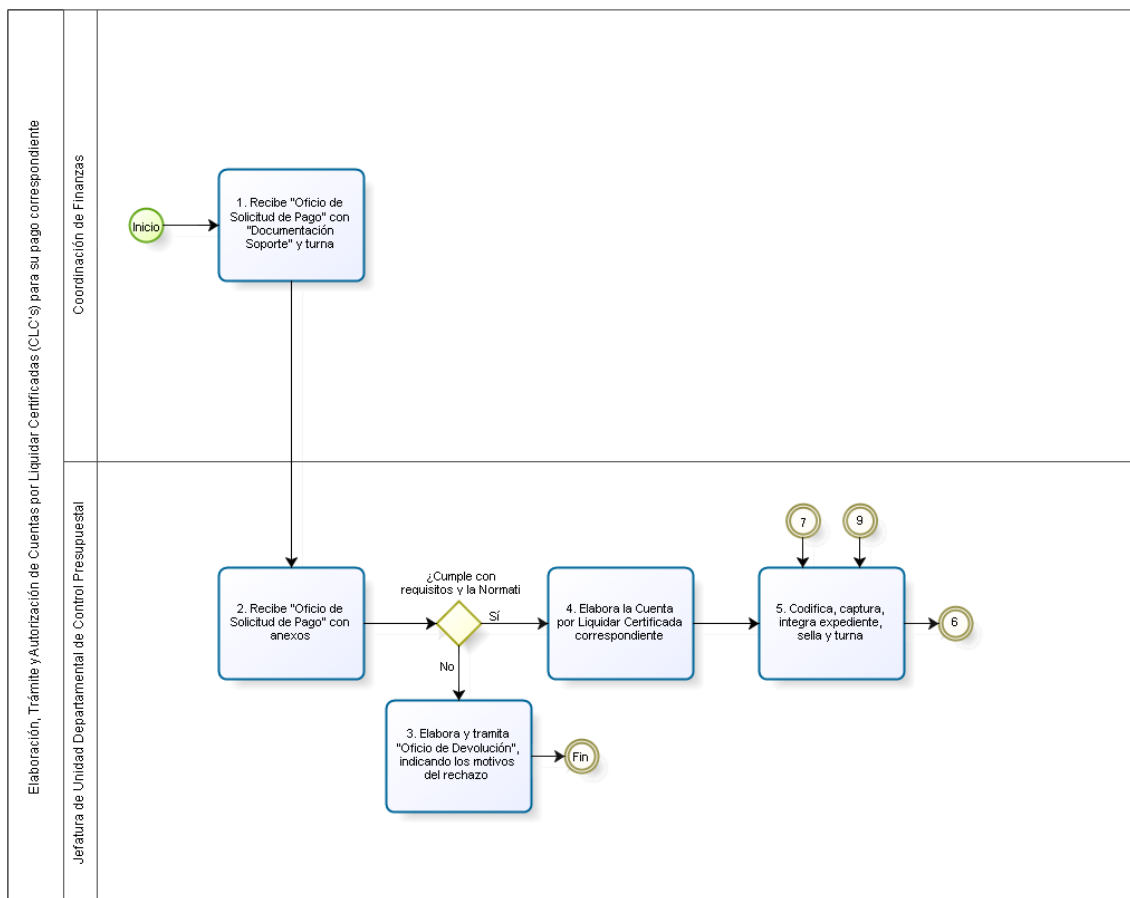 Elaboración, Trámite y Autorización de Cuentas por Liquidar Certificadas (CLC's) para su pago correspondiente
Coordinación de Finanzas
Inicio
1. Recibe "Oficio de
Solicitud de Pago" con
"Documentación
Soporte" y turna
Jefatura de Unidad Departamental de Control Presupuestal
2. Recibe "Oficio de
Solicitud de Pago" con
anexos
¿Cumple con
requisitos y la Normati
Sí
No
3. Elabora y tramita
"Oficio de Devolución",
indicando los motivos
del rechazo
Fin
4. Elabora la Cuenta
por Liquidar Certificada
correspondiente
7
9
5. Codifica, captura,
integra expediente,
sella y turna
6